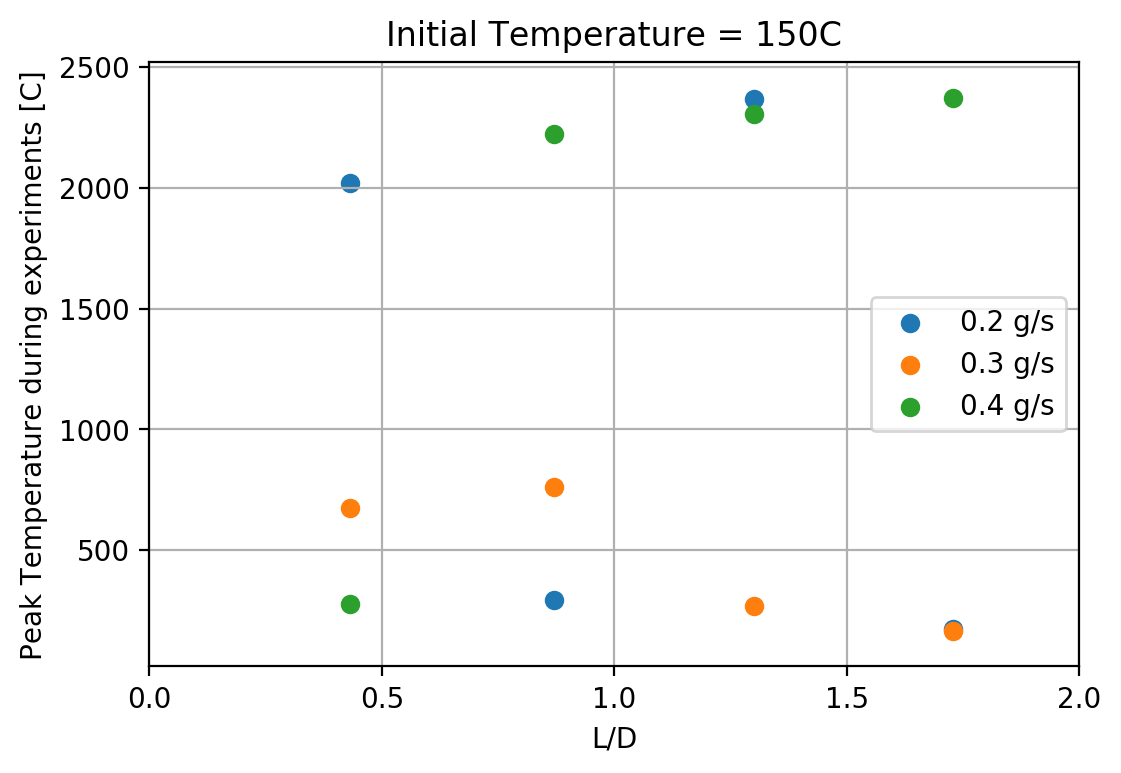 Initial Temperature = 150C
Peak Temperature during experiments [C]
2500
2000
1500
1000
500
0.2 g/s
0.3 g/s
0.4 g/s
0.0
0.5
1.0
1.5
2.0
L/D